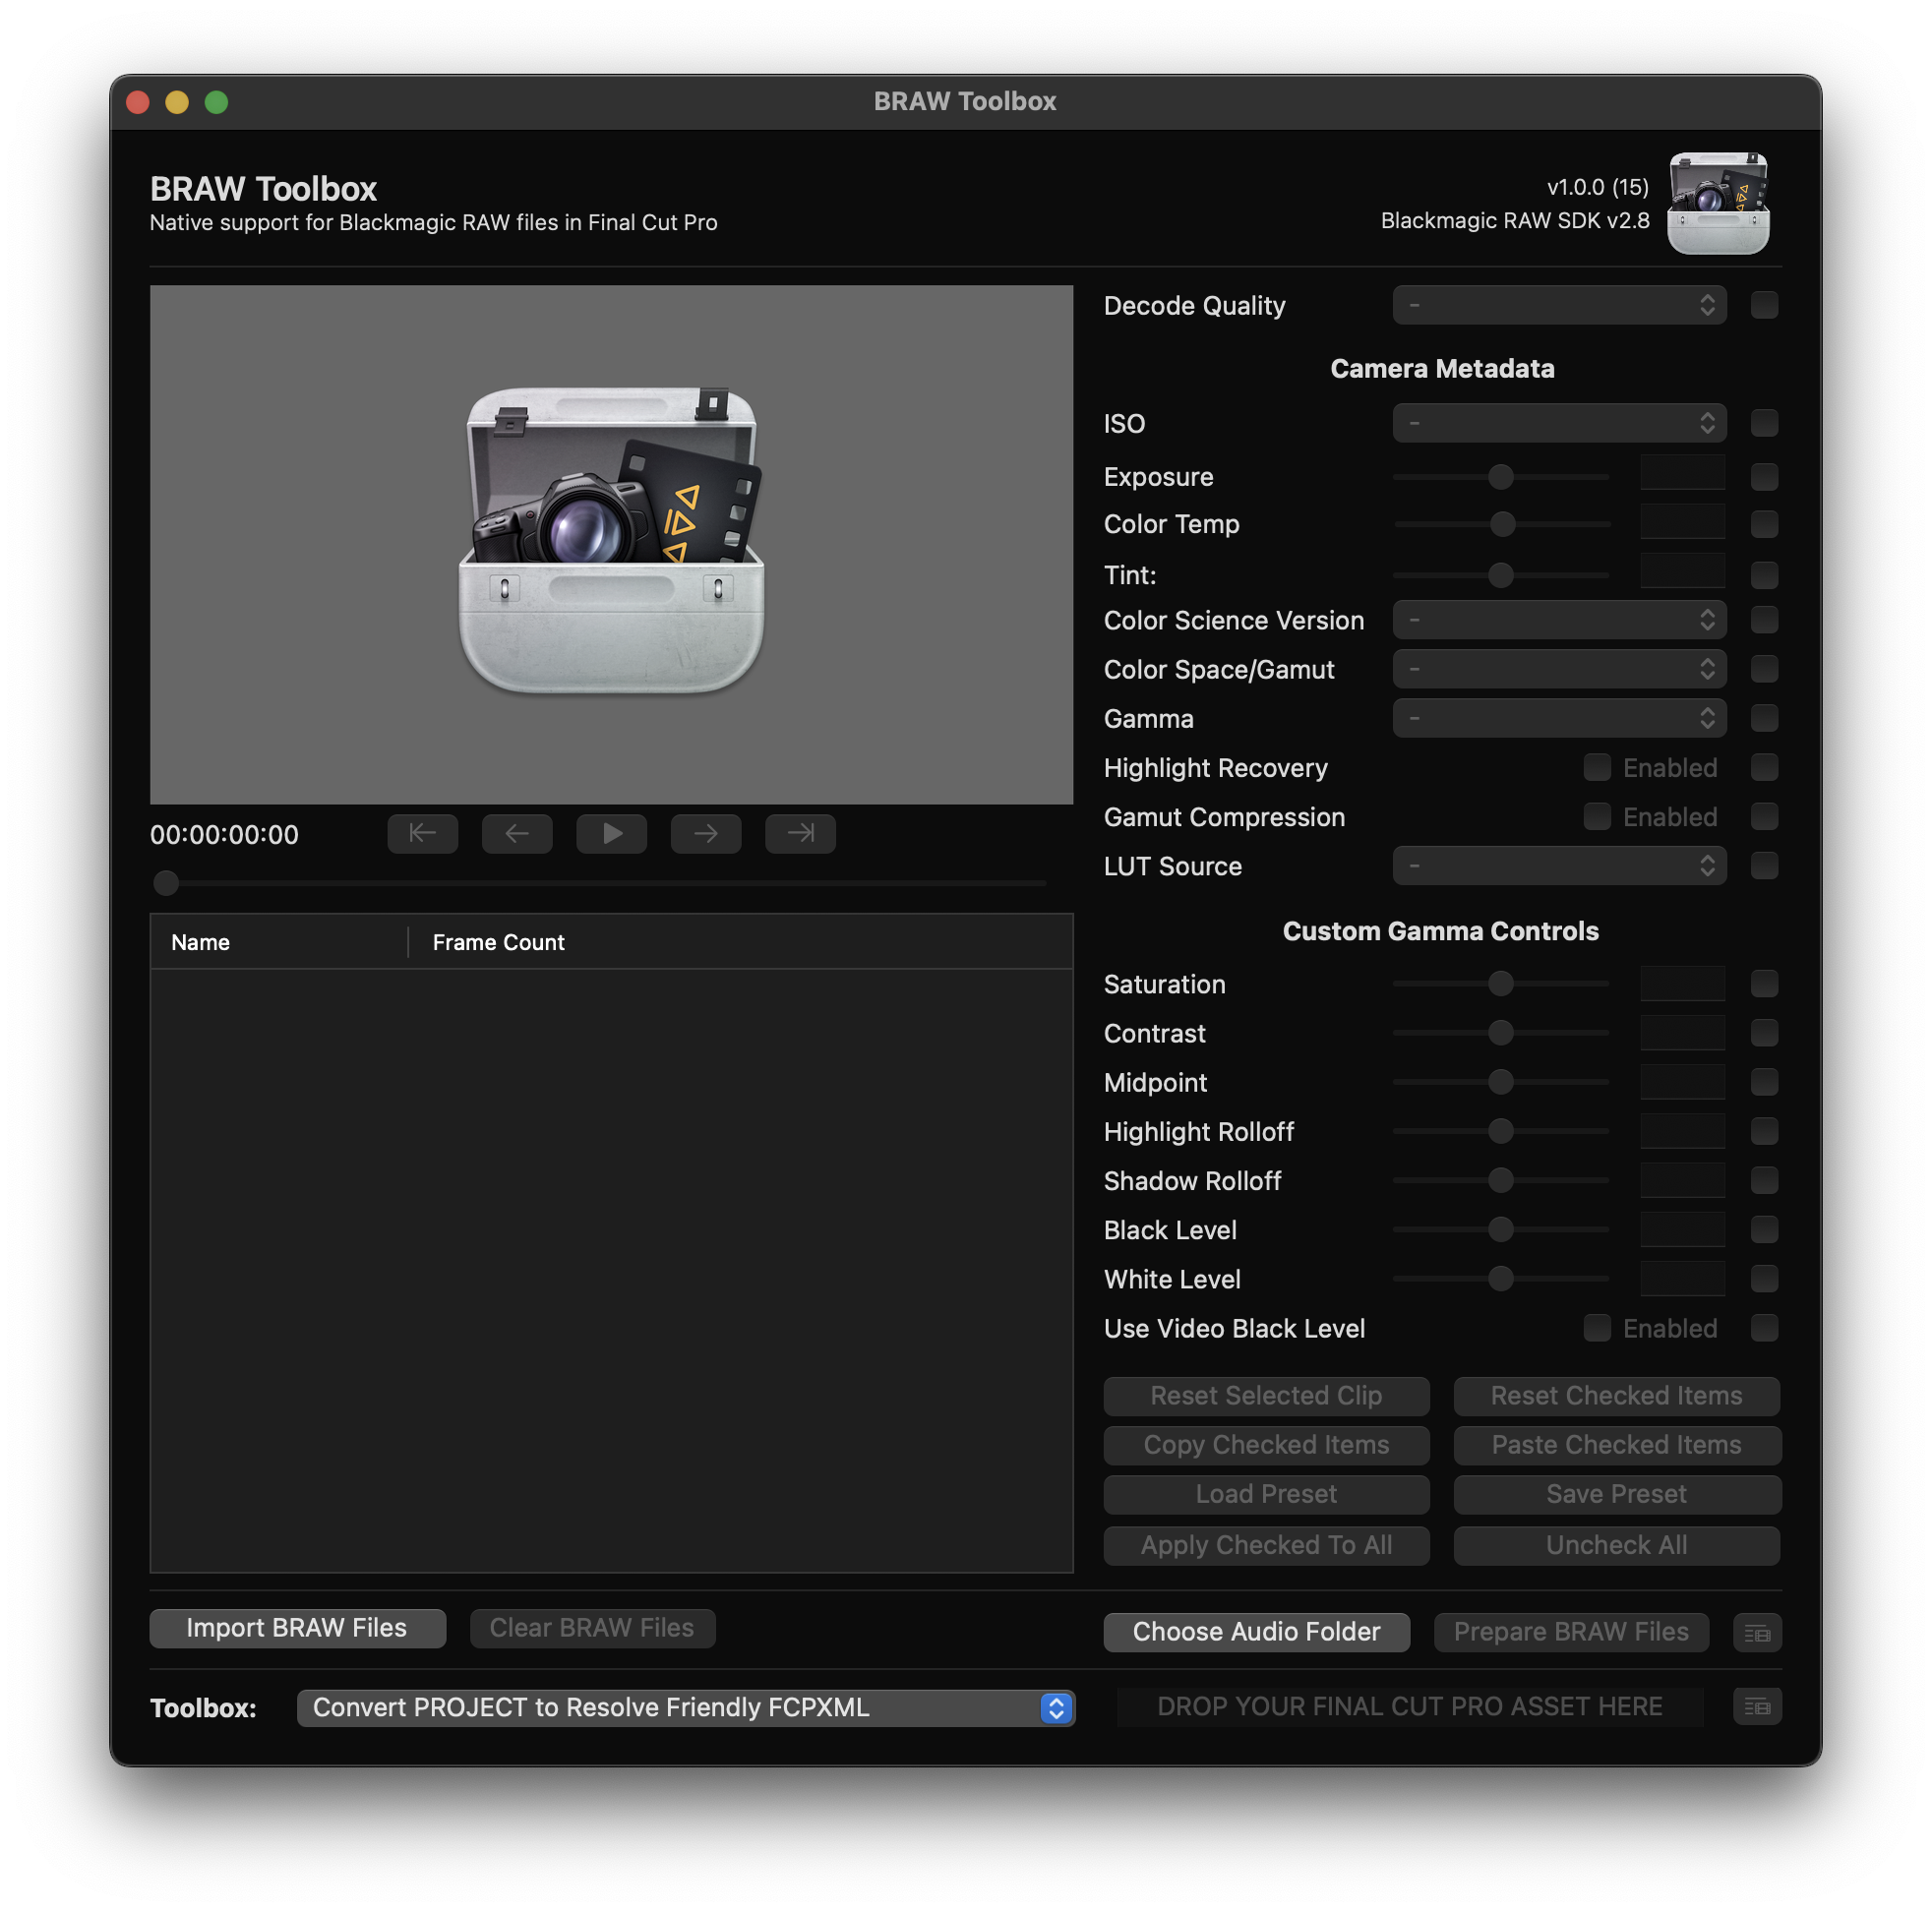 BRAW Toolbox
BRAW Toolbox
Native support for Blackmagic RAW files in Final Cut Pro
v1.0.0 (15)
Blackmagic RAW SDK v2.8
Decode Quality
-
Camera Metadata
ISO
-
Exposure
Color Temp
Tint:
Color Science Version
-
Color Space/Gamut
-
Gamma
-
Highlight Recovery
Enabled
Gamut Compression
Enabled
LUT Source
-
00:00:00:00
Name
Frame Count
Custom Gamma Controls
Saturation
Contrast
Midpoint
Highlight Rolloff
Shadow Rolloff
Black Level
White Level
Use Video Black Level
Enabled
Reset Selected Clip
Reset Checked Items
Copy Checked Items
Paste Checked Items
Load Preset
Save Preset
Apply Checked To All
Uncheck All
Import BRAW Files
Clear BRAW Files
Choose Audio Folder
Prepare BRAW Files
Toolbox:
Convert PROJECT to Resolve Friendly FCPXML
DROP YOUR FINAL CUT PRO ASSET HERE